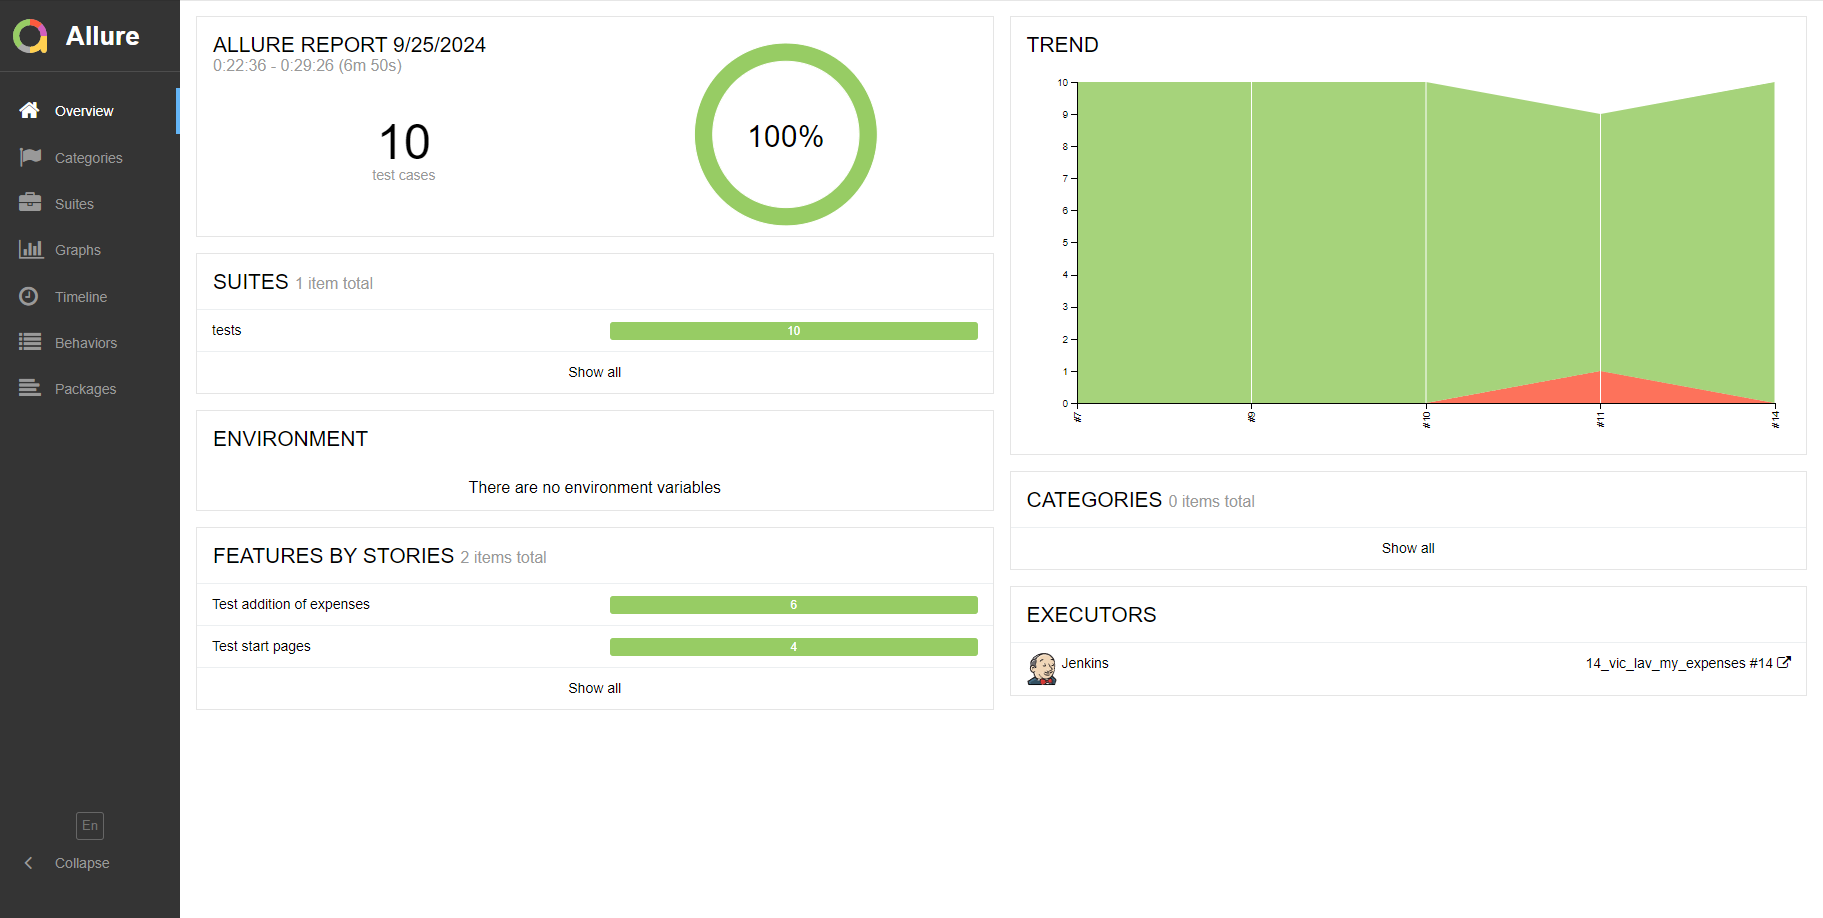 Allure
Overview
Categories
Suites
Graphs
Timeline
Behaviors
Packages
En
Collapse
ALLURE REPORT 9/25/2024
0:22:36 - 0:29:26 (6m 50s)
10
test cases
100%
SUITES 1 item total
tests 10
Show all
ENVIRONMENT
There are no environment variables
FEATURES BY STORIES 2 items total
Test addition of expenses 6
Test start pages 4
Show all
TREND
10
9
8
7
6
5
4
3
2
1
0
#7 #9 #10 #11 #14
CATEGORIES 0 items total
Show all
EXECUTORS
Jenkins 14_vic_lav_my_expenses #14